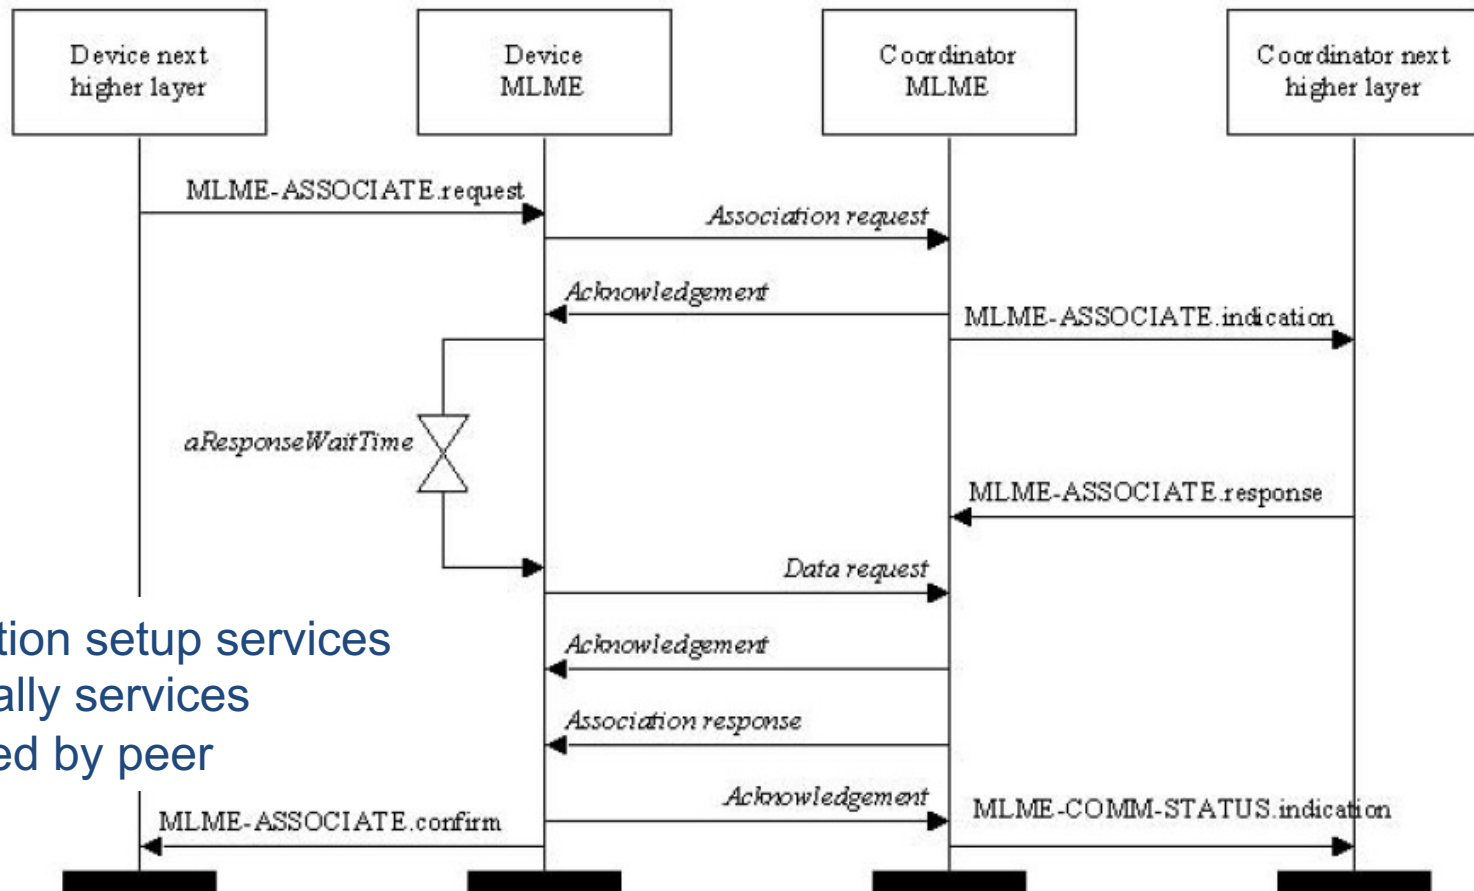 Device next
higher layer
Device
MLME
Coordinator
MLME
Coordinator next
higher layer
MLME-ASSOCIATE.request
Association request
Acknowledgement
MLME-ASSOCIATE.indication
aResponseWaitTime
MLME-ASSOCIATE.response
Data request
tion setup services
Acknowledgement
ally services
Association response
ed by peer
Acknowledgement
MLME-COMM-STATUS.indication
MLME-ASSOCIATE.confirm